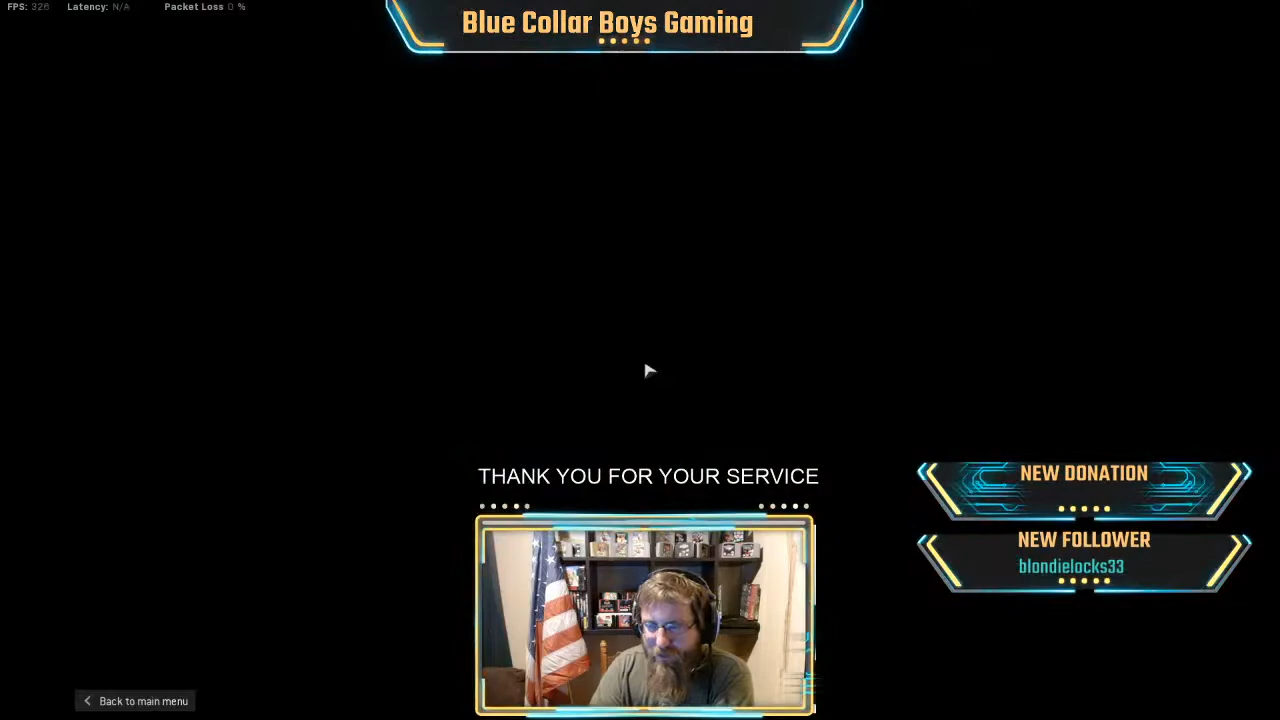 FPS: 326 Latency: N/A Packet Loss 0 %
Blue Collar Boys Gaming
THANK YOU FOR YOUR SERVICE
NEW DONATION
NEW FOLLOWER
blondielocks33
Back to main menu